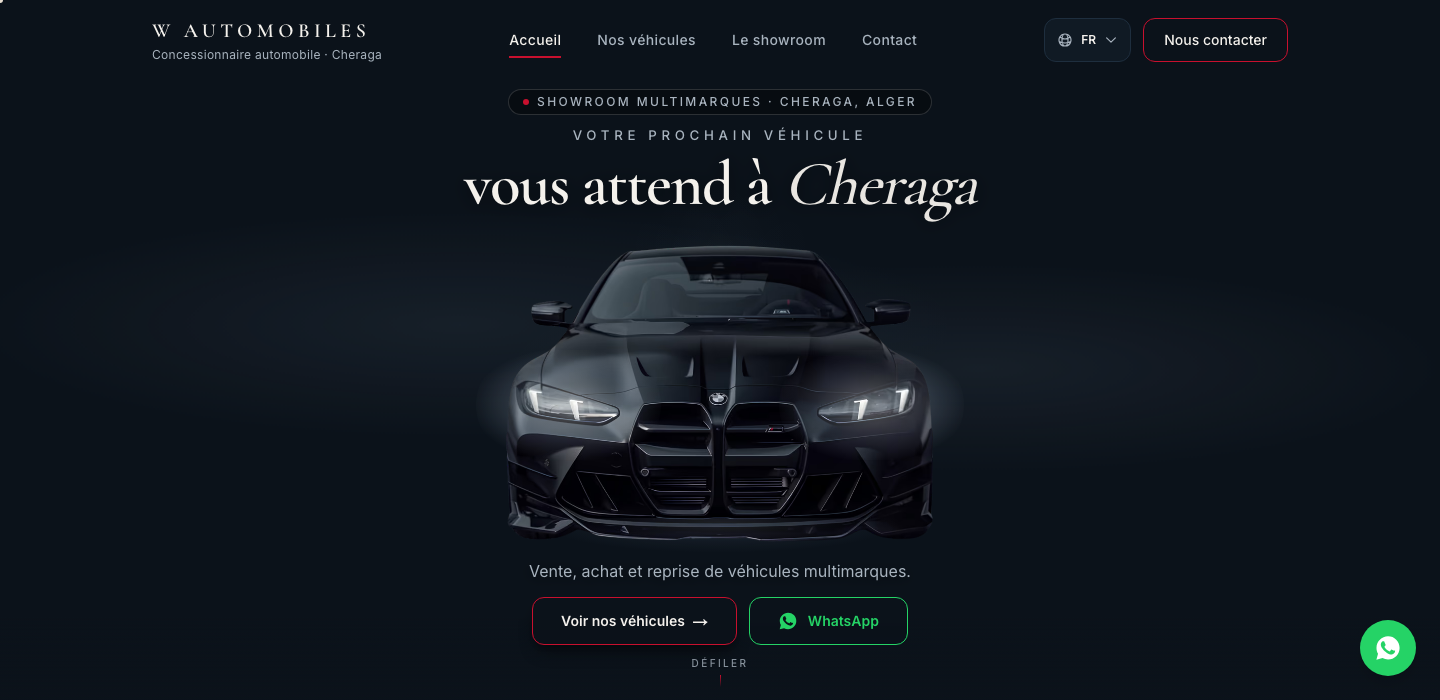 W AUTOMOBILES
Concessionnaire automobile · Cheraga
Accueil
Nos véhicules
Le showroom
Contact
FR
Nous contacter
SHOWROOM MULTIMARQUES · CHERAGA, ALGER
VOTRE PROCHAIN VÉHICULE
vous attend à Cheraga
Vente, achat et reprise de véhicules multimarques.
Voir nos véhicules →
WhatsApp
DÉFILER